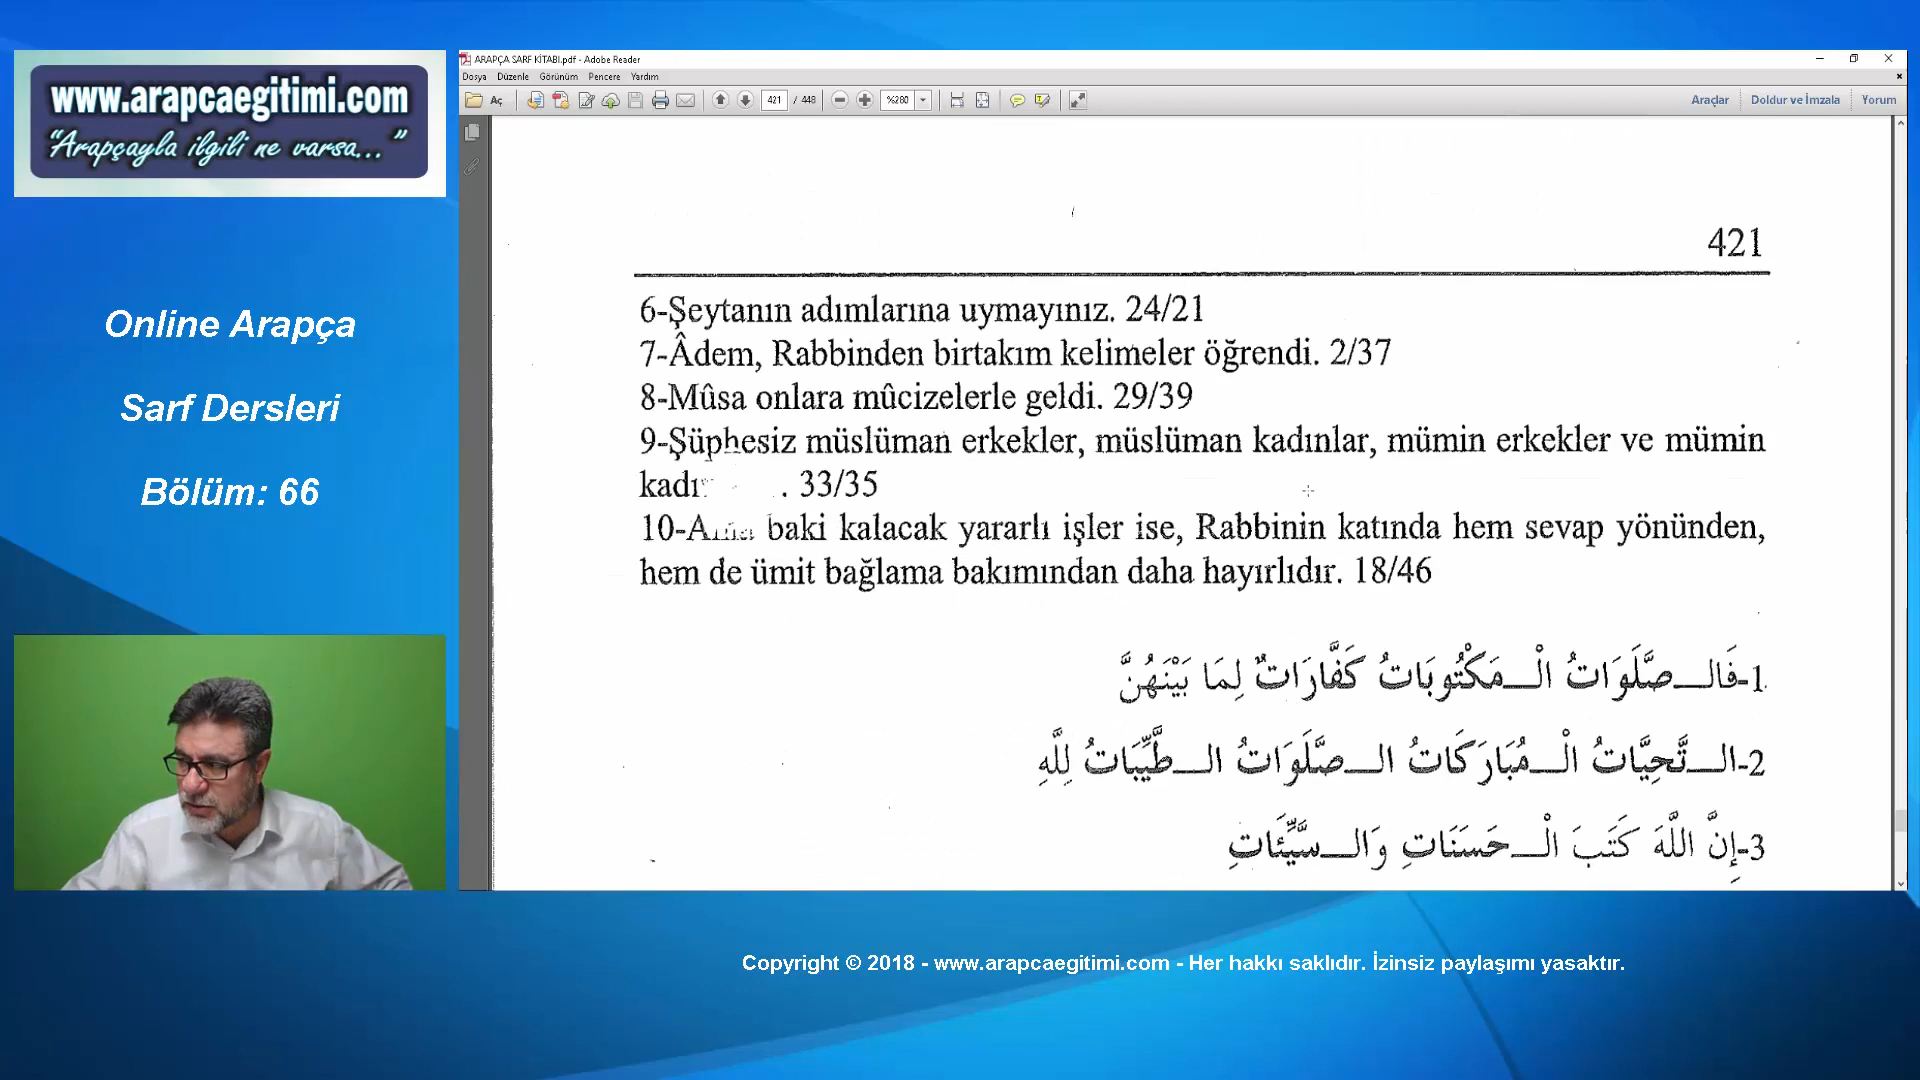 www.arapcaegitimi.com
"Arapçayla ilgili ne varsa..."
Online Arapça
Sarf Dersleri
Bölüm: 66
ARAPÇA SARF KİTABI.pdf - Adobe Reader
Dosya Düzenle Görünüm Pencere Yardım
Aç 421 / 448 %280 Araçlar Doldur ve İmzala Yorum
421
6-Şeytanın adımlarına uymayınız. 24/21
7-Âdem, Rabbinden birtakım kelimeler öğrendi. 2/37
8-Mûsa onlara mûcizelerle geldi. 29/39
9-Şüphesiz müslüman erkekler, müslüman kadınlar, mümin erkekler ve mümin
. 33/35
10-Ama baki kalacak yararlı işler ise, Rabbinin katında hem sevap yönünden,
hem de ümit bağlama bakımından daha hayırlıdır. 18/46
1-فَالصَّلَوَاتُ الْمَكْتُوبَاتُ كَفَّارَاتٌ لِمَا بَيْنَهُنَّ
2-التَّحِيَّاتُ الْمُبَارَكَاتُ الصَّلَوَاتُ الطَّيِّبَاتُ لِلَّهِ
3-إِنَّ اللَّهَ كَتَبَ الْحَسَنَاتِ وَالسَّيِّئَاتِ
Copyright © 2018 - www.arapcaegitimi.com - Her hakkı saklıdır. İzinsiz paylaşımı yasaktır.